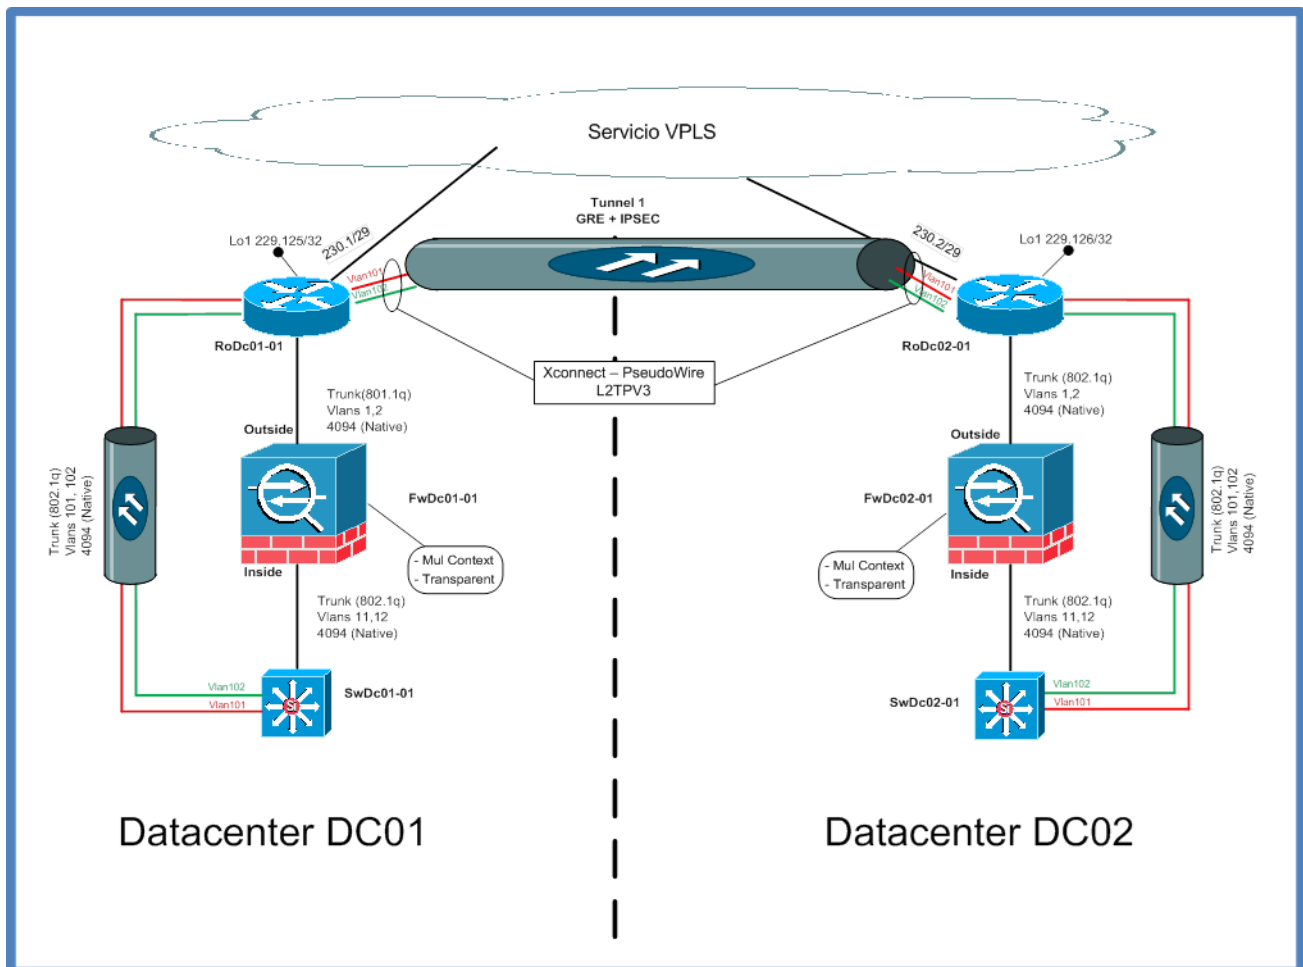 Servicio VPLS
Tunnel 1
GRE + IPSEC
Lo1 229.125/32
230.1/29
230.2/29
Lo1 229.126/32
Vlan101
Vlan102
Vlan101
Vlan102
RoDc01-01
RoDc02-01
Xconnect – PseudoWire
L2TPV3
Trunk(801.1q)
Vlans 1,2
4094 (Native)
Trunk (802.1q)
Vlans 1,2
4094 (Native)
Outside
Outside
Trunk (802.1q)
Vlans 101, 102
4094 (Native)
FwDc01-01
FwDc02-01
Trunk (802.1q)
Vlans 101,102
4094 (Native)
- Mul Context
- Transparent
- Mul Context
- Transparent
Inside
Inside
Trunk (802.1q)
Vlans 11,12
4094 (Native)
Trunk (802.1q)
Vlans 11,12
4094 (Native)
Vlan102
Vlan101
Si
SwDc01-01
SwDc02-01
Si
Vlan102
Vlan101
Datacenter DC01
Datacenter DC02